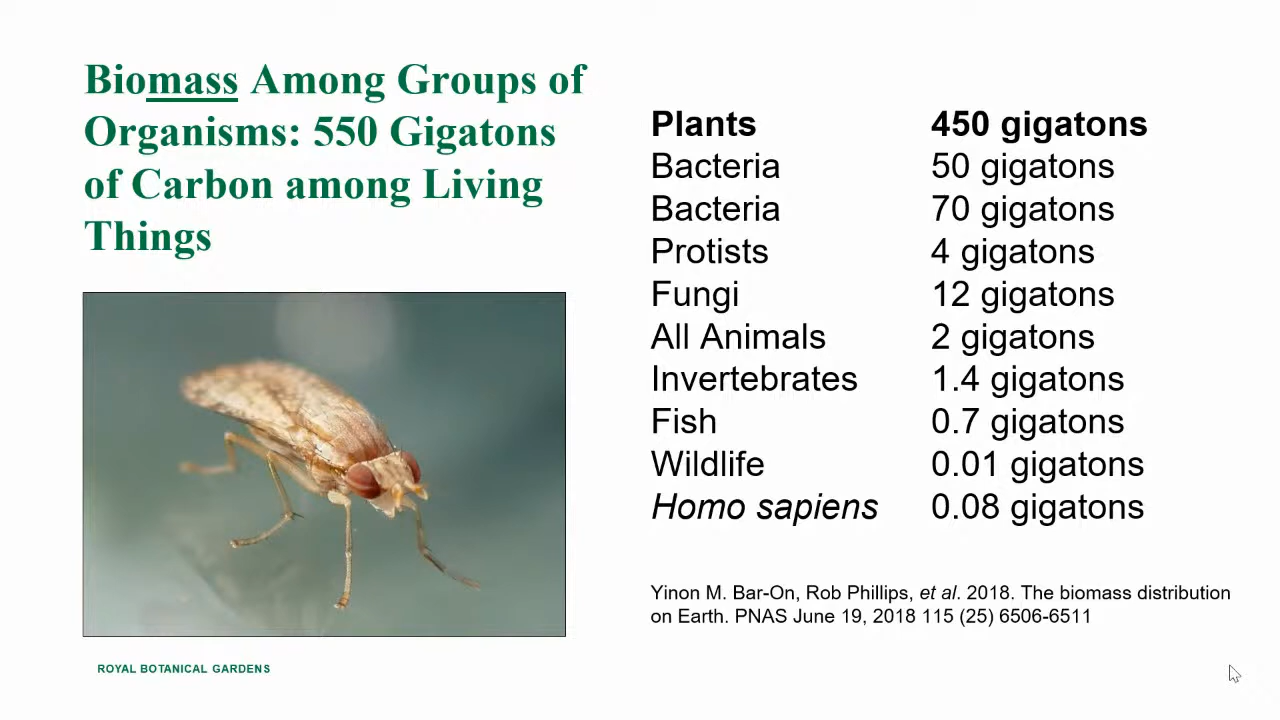 Biomass Among Groups of
Organisms: 550 Gigatons
of Carbon among Living
Things
Plants 450 gigatons
Bacteria 50 gigatons
Bacteria 70 gigatons
Protists 4 gigatons
Fungi 12 gigatons
All Animals 2 gigatons
Invertebrates 1.4 gigatons
Fish 0.7 gigatons
Wildlife 0.01 gigatons
Homo sapiens 0.08 gigatons
Yinon M. Bar-On, Rob Phillips, et al. 2018. The biomass distribution
on Earth. PNAS June 19, 2018 115 (25) 6506-6511
ROYAL BOTANICAL GARDENS